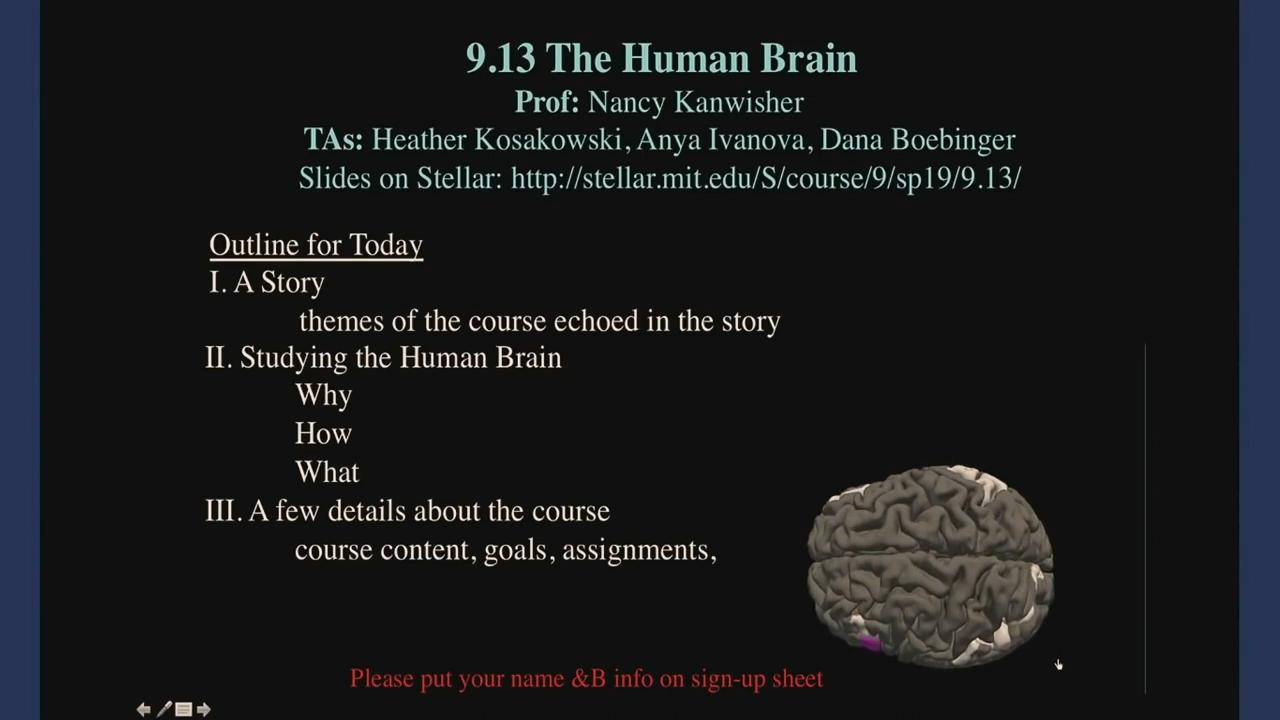 9.13 The Human Brain
Prof: Nancy Kanwisher
TAs: Heather Kosakowski, Anya Ivanova, Dana Boebinger
Slides on Stellar: http://stellar.mit.edu/S/course/9/sp19/9.13/
Outline for Today
I. A Story
themes of the course echoed in the story
II. Studying the Human Brain
Why
How
What
III. A few details about the course
course content, goals, assignments,
Please put your name &B info on sign-up sheet